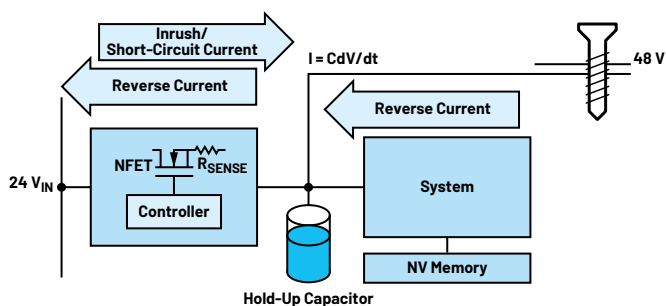 Inrush/
Short-Circuit Current
I = CdV/dt
48 V
Reverse Current
Reverse Current
NFET
RSENSE
24 VIN
System
Controller
NV Memory
Hold-Up Capacitor